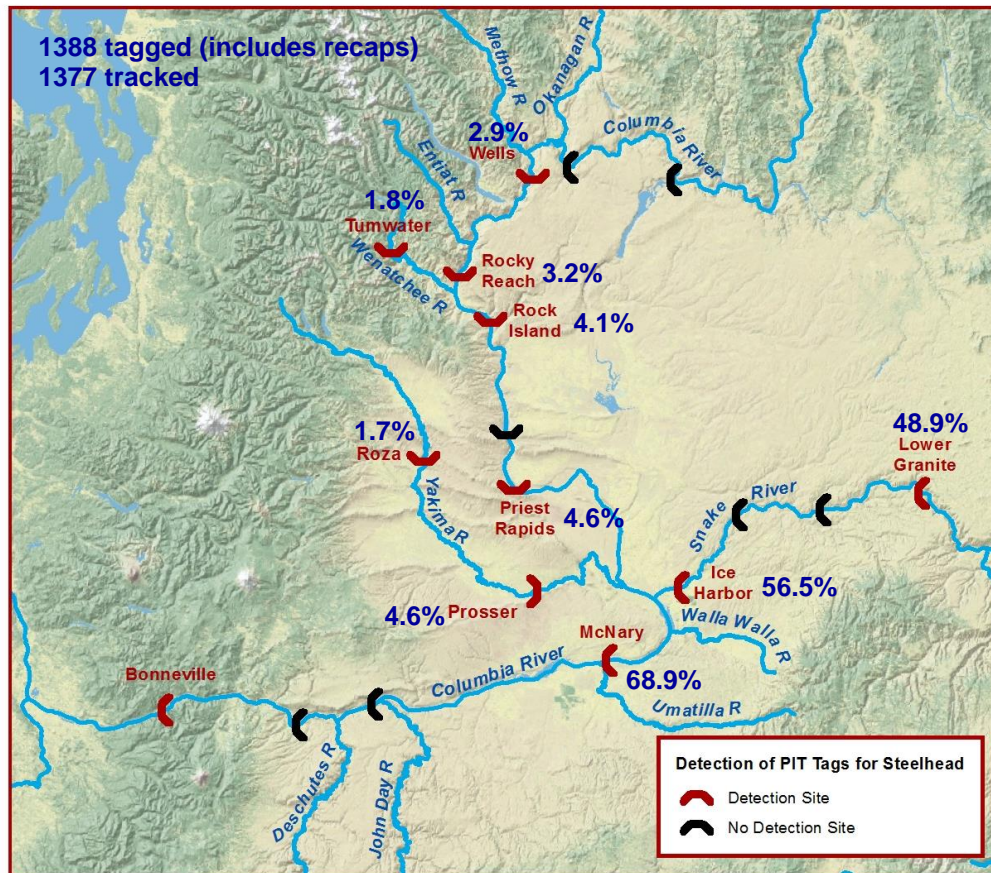 1388 tagged (includes recaps)
1377 tracked
Methow R
Okanagan R
Columbia
River
2.9%
Wells
Entiat R
1.8%
Tumwater
Wenatchee R
Rocky
Reach
3.2%
Rock
Island
4.1%
1.7%
Roza
Yakima R
48.9%
Lower
Granite
Priest
Rapids
4.6%
Snake
River
Ice
Harbor
56.5%
4.6%
Prosser
McNary
Walla Walla R
Bonneville
Columbia River
68.9%
Umatilla R
Deschutes R
John Day R
Detection of PIT Tags for Steelhead
Detection Site
No Detection Site